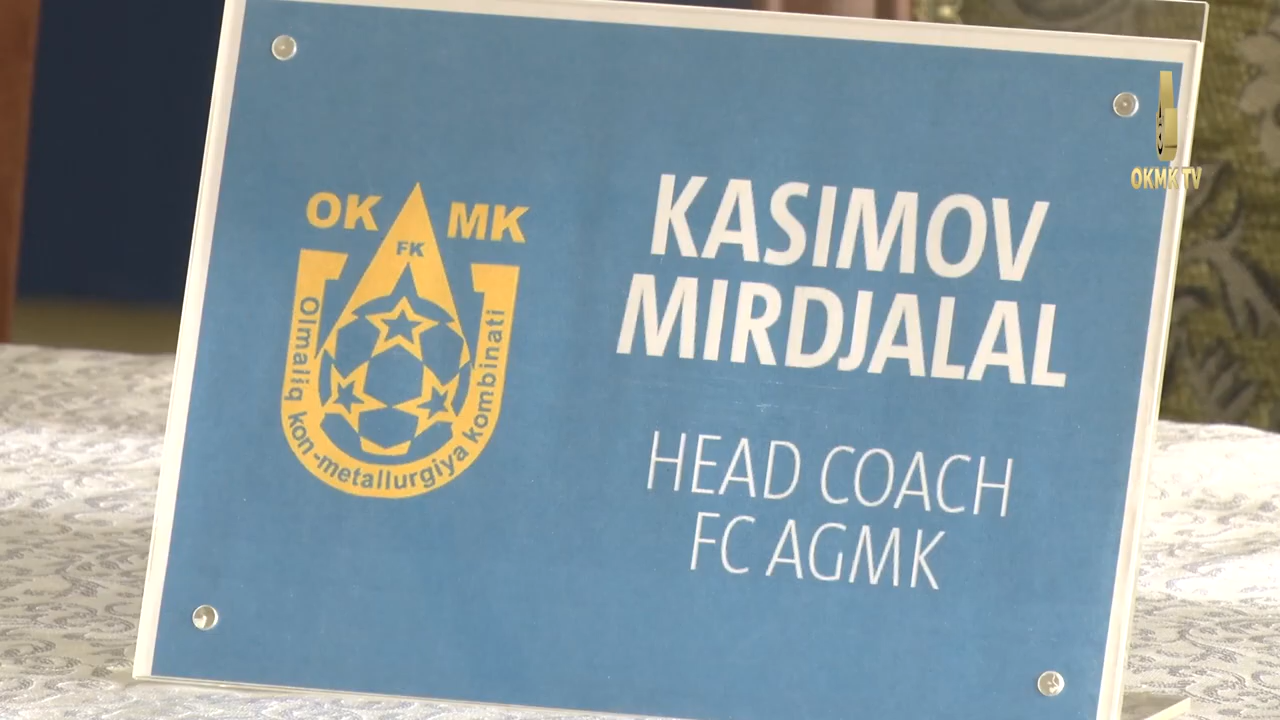 OK MK
FK
Olmaliq kon-metallurgiya kombinati
KASIMOV
MIRDJALAL
HEAD COACH
FC AGMK
OKMK TV